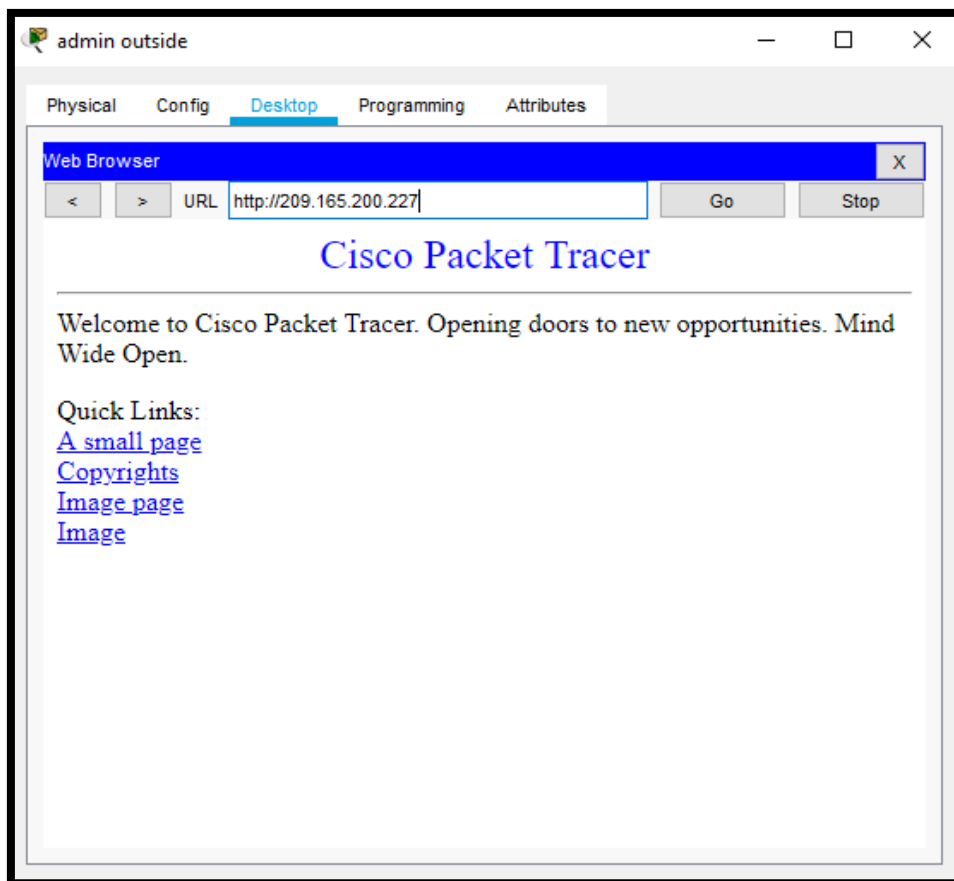 admin outside
Physical Config Desktop Programming Attributes
Web Browser X
< > URL http://209.165.200.227 Go Stop
Cisco Packet Tracer
Welcome to Cisco Packet Tracer. Opening doors to new opportunities. Mind
Wide Open.
Quick Links:
A small page
Copyrights
Image page
Image